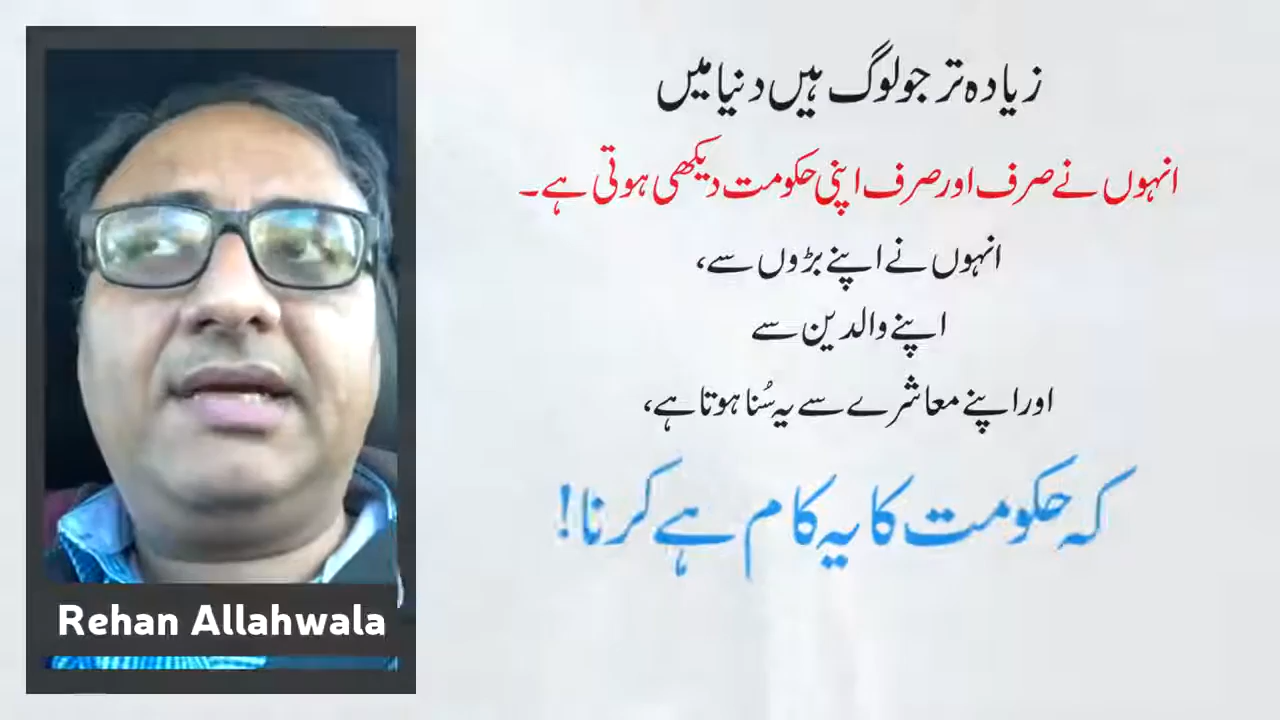 زیادہ تر جو لوگ ہیں دنیا میں
انہوں نے صرف اور صرف اپنی حکومت دیکھی ہوتی ہے۔
انہوں نے اپنے بڑوں سے،
اپنے والدین سے
اور اپنے معاشرے سے یہ سُنا ہوتا ہے،
کہ حکومت کا یہ کام ہے کرنا!
Rehan Allahwala